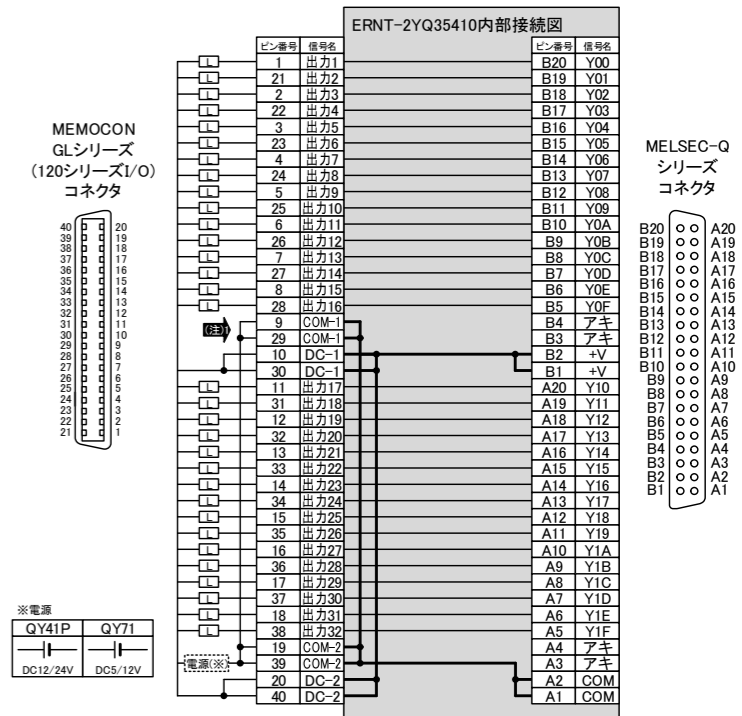 ERNT-2YQ35410内部接続図
ピン番号 信号名 ピン番号 信号名
L 1 出力1 B20 Y00
L 21 出力2 B19 Y01
L 2 出力3 B18 Y02
L 22 出力4 B17 Y03
L 3 出力5 B16 Y04
L 23 出力6 B15 Y05
L 4 出力7 B14 Y06
L 24 出力8 B13 Y07
L 5 出力9 B12 Y08
L 25 出力10 B11 Y09
L 6 出力11 B10 Y0A
L 26 出力12 B9 Y0B
L 7 出力13 B8 Y0C
L 27 出力14 B7 Y0D
L 8 出力15 B6 Y0E
L 28 出力16 B5 Y0F
9 COM-1 B4 アキ
29 COM-1 B3 アキ
10 DC-1 B2 +V
30 DC-1 B1 +V
L 11 出力17 A20 Y10
L 31 出力18 A19 Y11
L 12 出力19 A18 Y12
L 32 出力20 A17 Y13
L 13 出力21 A16 Y14
L 33 出力22 A15 Y15
L 14 出力23 A14 Y16
L 34 出力24 A13 Y17
L 15 出力25 A12 Y18
L 35 出力26 A11 Y19
L 16 出力27 A10 Y1A
L 36 出力28 A9 Y1B
L 17 出力29 A8 Y1C
L 37 出力30 A7 Y1D
L 18 出力31 A6 Y1E
L 38 出力32 A5 Y1F
19 COM-2 A4 アキ
電源(※) 39 COM-2 A3 アキ
20 DC-2 A2 COM
40 DC-2 A1 COM
MEMOCON
GLシリーズ
(120シリーズI/O)
コネクタ
40 20
39 19
38 18
37 17
36 16
35 15
34 14
33 13
32 12
31 11
30 10
29 9
28 8
27 7
26 6
25 5
24 4
23 3
22 2
21 1
(注)
※電源
QY41P QY71
DC12/24V DC5/12V
MELSEC-Q
シリーズ
コネクタ
B20 A20
B19 A19
B18 A18
B17 A17
B16 A16
B15 A15
B14 A14
B13 A13
B12 A12
B11 A11
B10 A10
B9 A9
B8 A8
B7 A7
B6 A6
B5 A5
B4 A4
B3 A3
B2 A2
B1 A1